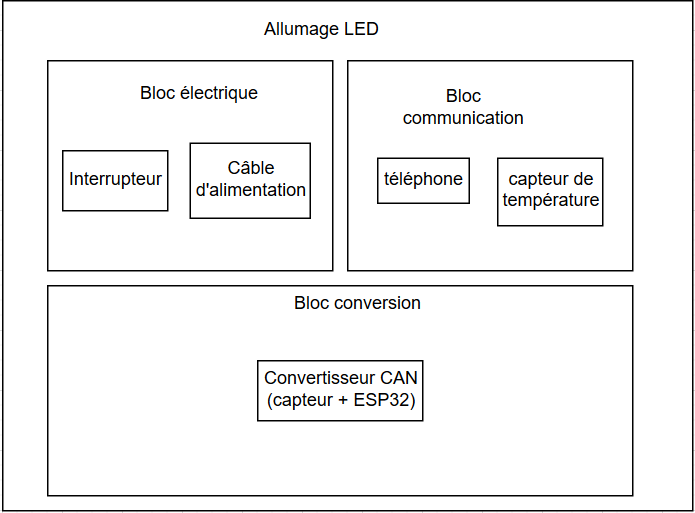 Allumage LED
Bloc électrique
Interrupteur
Câble
d'alimentation
Bloc
communication
téléphone
capteur de
température
Bloc conversion
Convertisseur CAN
(capteur + ESP32)